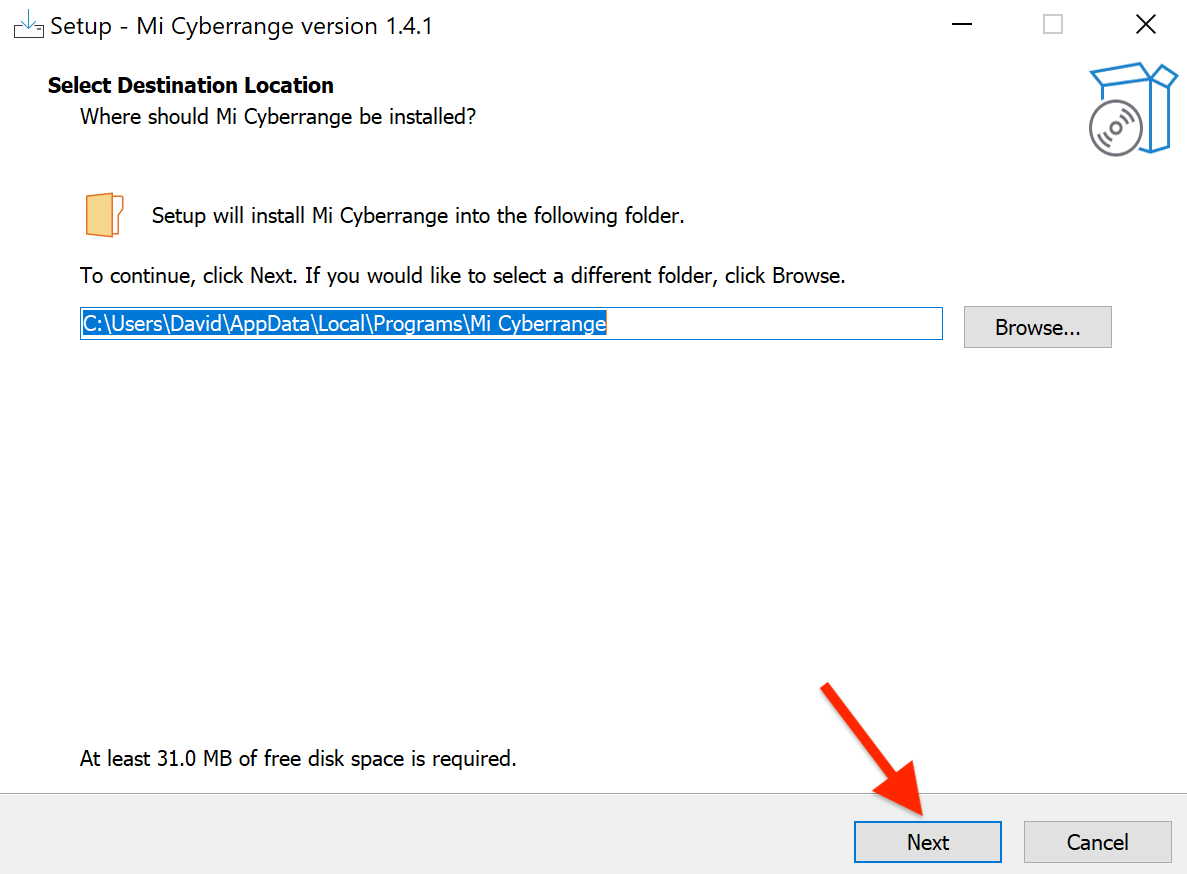 Setup - Mi Cyberrange version 1.4.1
Select Destination Location
Where should Mi Cyberrange be installed?
Setup will install Mi Cyberrange into the following folder.
To continue, click Next. If you would like to select a different folder, click Browse.
C:\Users\David\AppData\Local\Programs\Mi Cyberrange
Browse...
At least 31.0 MB of free disk space is required.
Next
Cancel